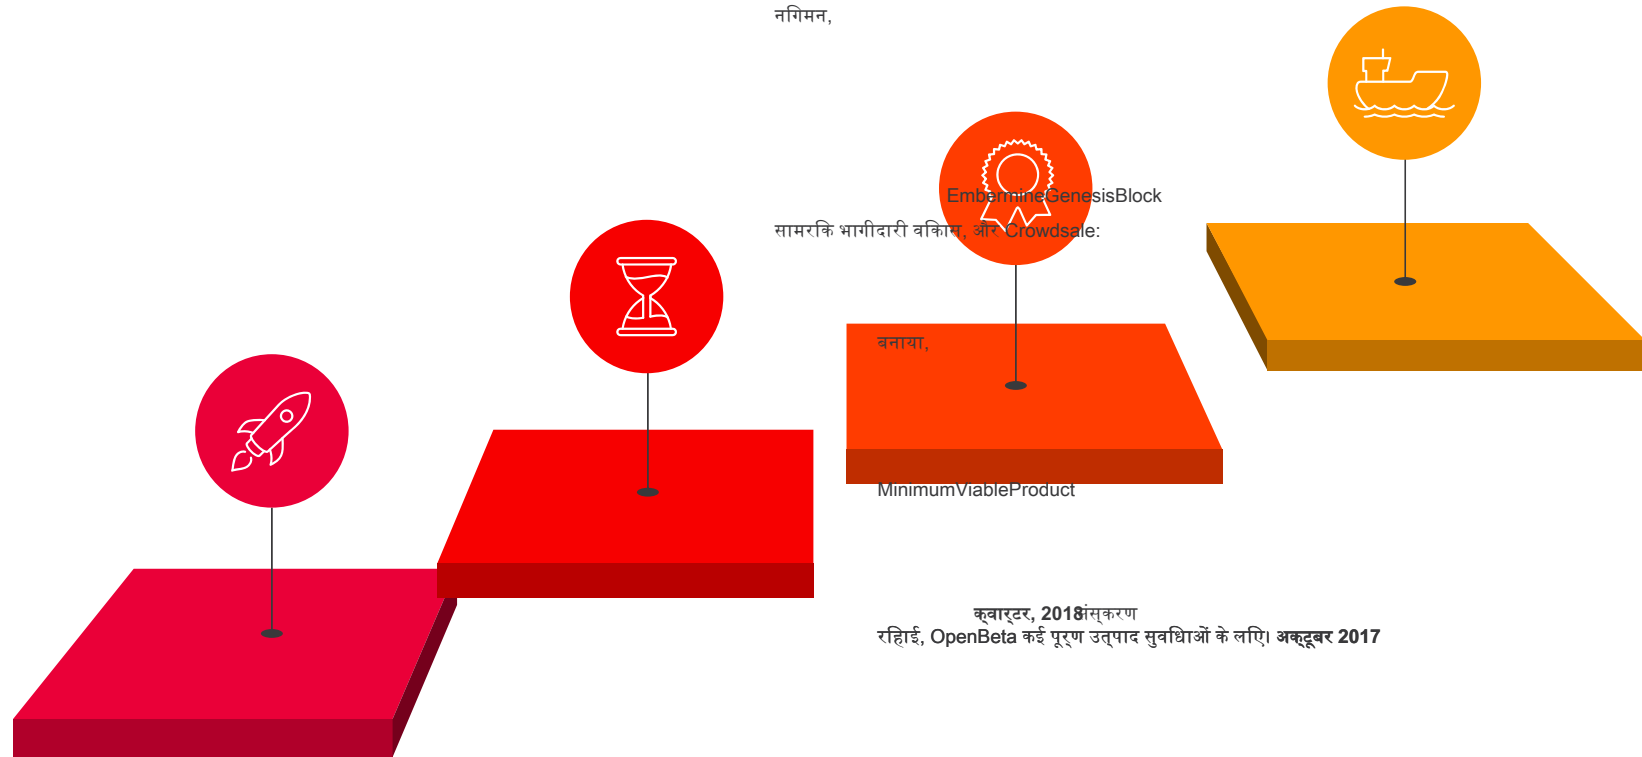 नगिमन,
EmbermineGenesisBlock
सामरकि भागीदारी वकिास, और Crowdsale:
बनाया,
MinimumViableProduct
क्वार्टर, 2018 संस्करण
रहिाई, OpenBeta कई पूर्ण उत्पाद सुवधिाओं के लएि। अक्टूबर 2017